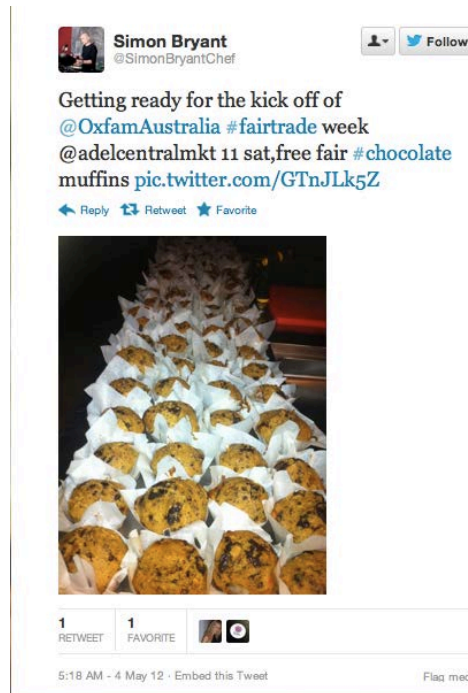 Simon Bryant
@SimonBryantChef
Follow
Getting ready for the kick off of
@OxfamAustralia #fairtrade week
@adelcentralmkt 11 sat,free fair #chocolate
muffins pic.twitter.com/GTnJLk5Z
Reply Retweet Favorite
1 1
RETWEET FAVORITE
5:18 AM - 4 May 12 · Embed this Tweet Flag med